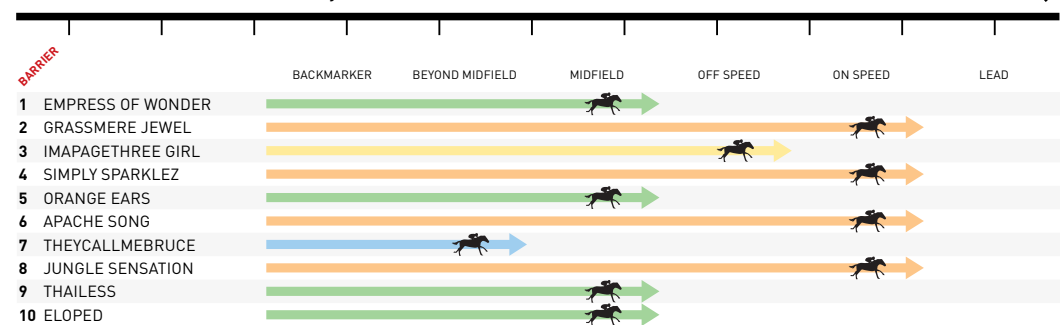 BARRIER
BACKMARKER BEYOND MIDFIELD MIDFIELD OFF SPEED ON SPEED LEAD
1 EMPRESS OF WONDER
2 GRASSMERE JEWEL
3 IMAPAGETHREE GIRL
4 SIMPLY SPARKLEZ
5 ORANGE EARS
6 APACHE SONG
7 THEYCALLMEBRUCE
8 JUNGLE SENSATION
9 THAILESS
10 ELOPED